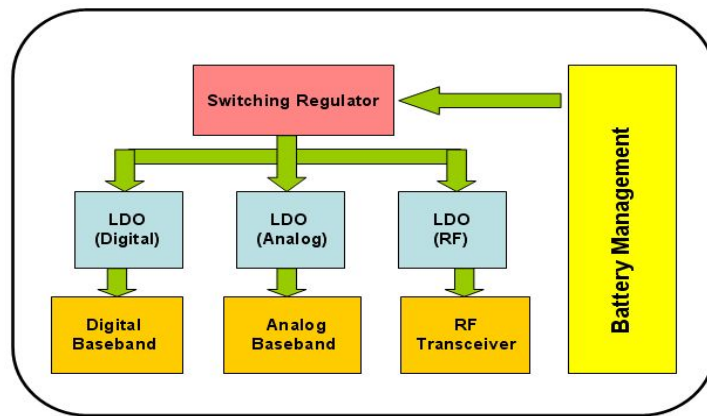 Switching Regulator
LDO
(Digital)
LDO
(Analog)
LDO
(RF)
Digital
Baseband
Analog
Baseband
RF
Transceiver
Battery Management